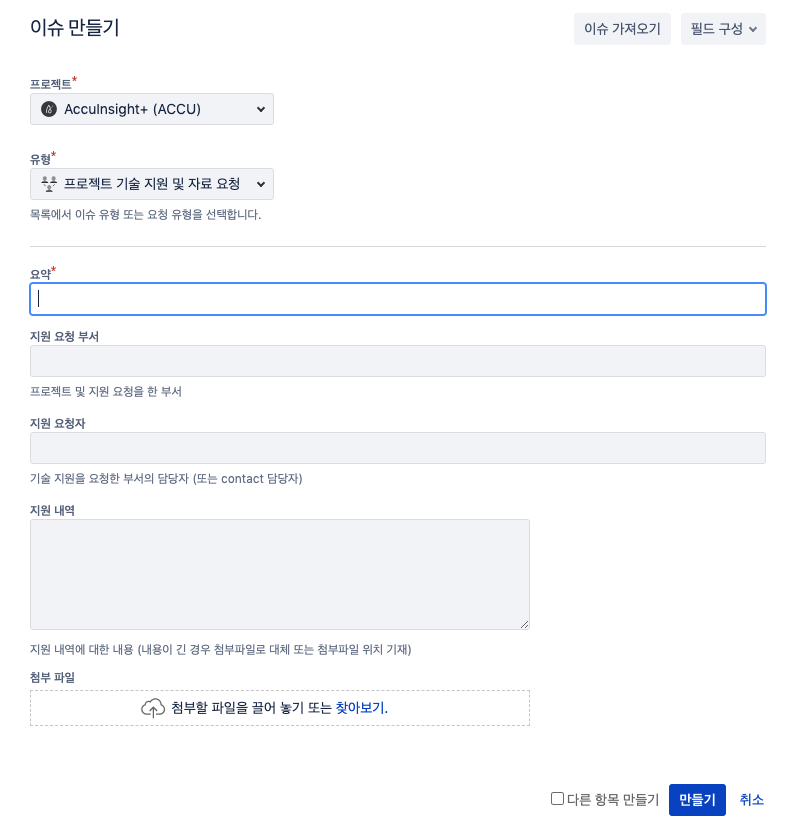 이슈 만들기
이슈 가져오기
필드 구성
프로젝트*
AccuInsight+ (ACCU)
유형*
프로젝트 기술 지원 및 자료 요청
목록에서 이슈 유형 또는 요청 유형을 선택합니다.
요약*
지원 요청 부서
프로젝트 및 지원 요청을 한 부서
지원 요청자
기술 지원을 요청한 부서의 담당자 (또는 contact 담당자)
지원 내역
지원 내역에 대한 내용 (내용이 긴 경우 첨부파일로 대체 또는 첨부파일 위치 기재)
첨부 파일
첨부할 파일을 끌어 놓기 또는 찾아보기.
다른 항목 만들기
만들기
취소